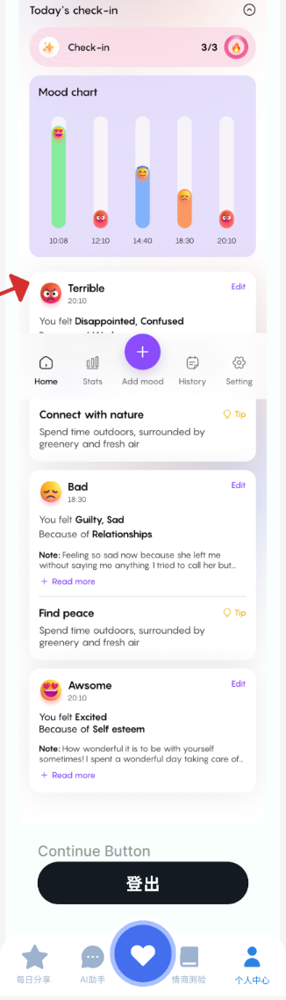 Today's check-in
Check-in 3/3
Mood chart
10:08 12:10 14:40 18:30 20:10
Terrible Edit
20:10
You felt Disappointed, Confused
Home Stats Add mood History Setting
Connect with nature Tip
Spend time outdoors, surrounded by
greenery and fresh air
Bad Edit
18:30
You felt Guilty, Sad
Because of Relationships
Note: Feeling so sad now because she left me
without saying me anything. I tried to call her but...
+ Read more
Find peace Tip
Spend time outdoors, surrounded by
greenery and fresh air
Awsome Edit
20:10
You felt Excited
Because of Self esteem
Note: How wonderful it is to be with yourself
sometimes! I spent a wonderful day taking care of...
+ Read more
Continue Button
登出
每日分享 AI助手 情商测验 个人中心